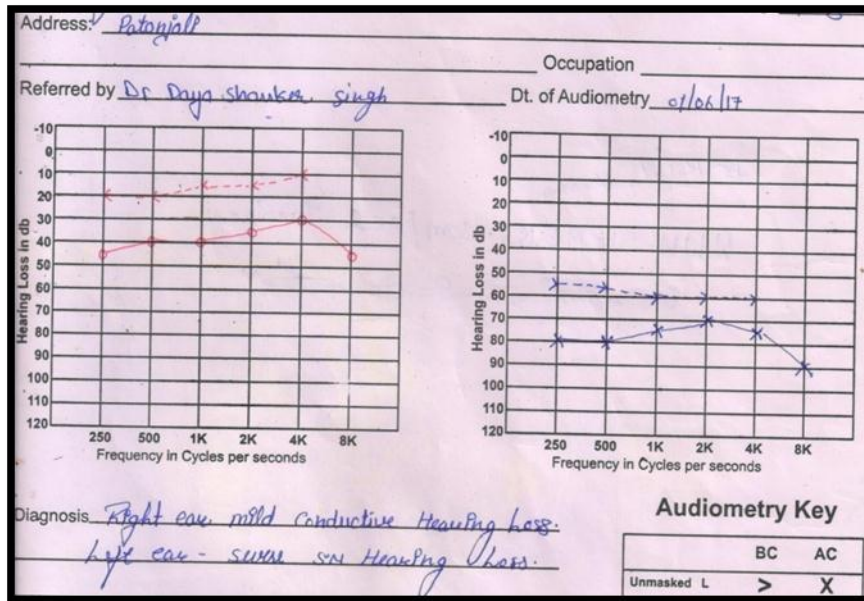 Address: Patanjali
Occupation
Referred by Dr Daya Shanker singh
Dt. of Audiometry 01/06/17
-10
0
10
20
30
40
50
60
70
80
90
100
110
120
Hearing Loss in db
250 500 1K 2K 4K 8K
Frequency in Cycles per seconds
-10
0
10
20
30
40
50
60
70
80
90
100
110
120
Hearing Loss in db
250 500 1K 2K 4K 8K
Frequency in Cycles per seconds
Diagnosis Right ear mild conductive Hearing Loss.
Left ear - severe SN Hearing Loss.
Audiometry Key
BC AC
Unmasked L > X